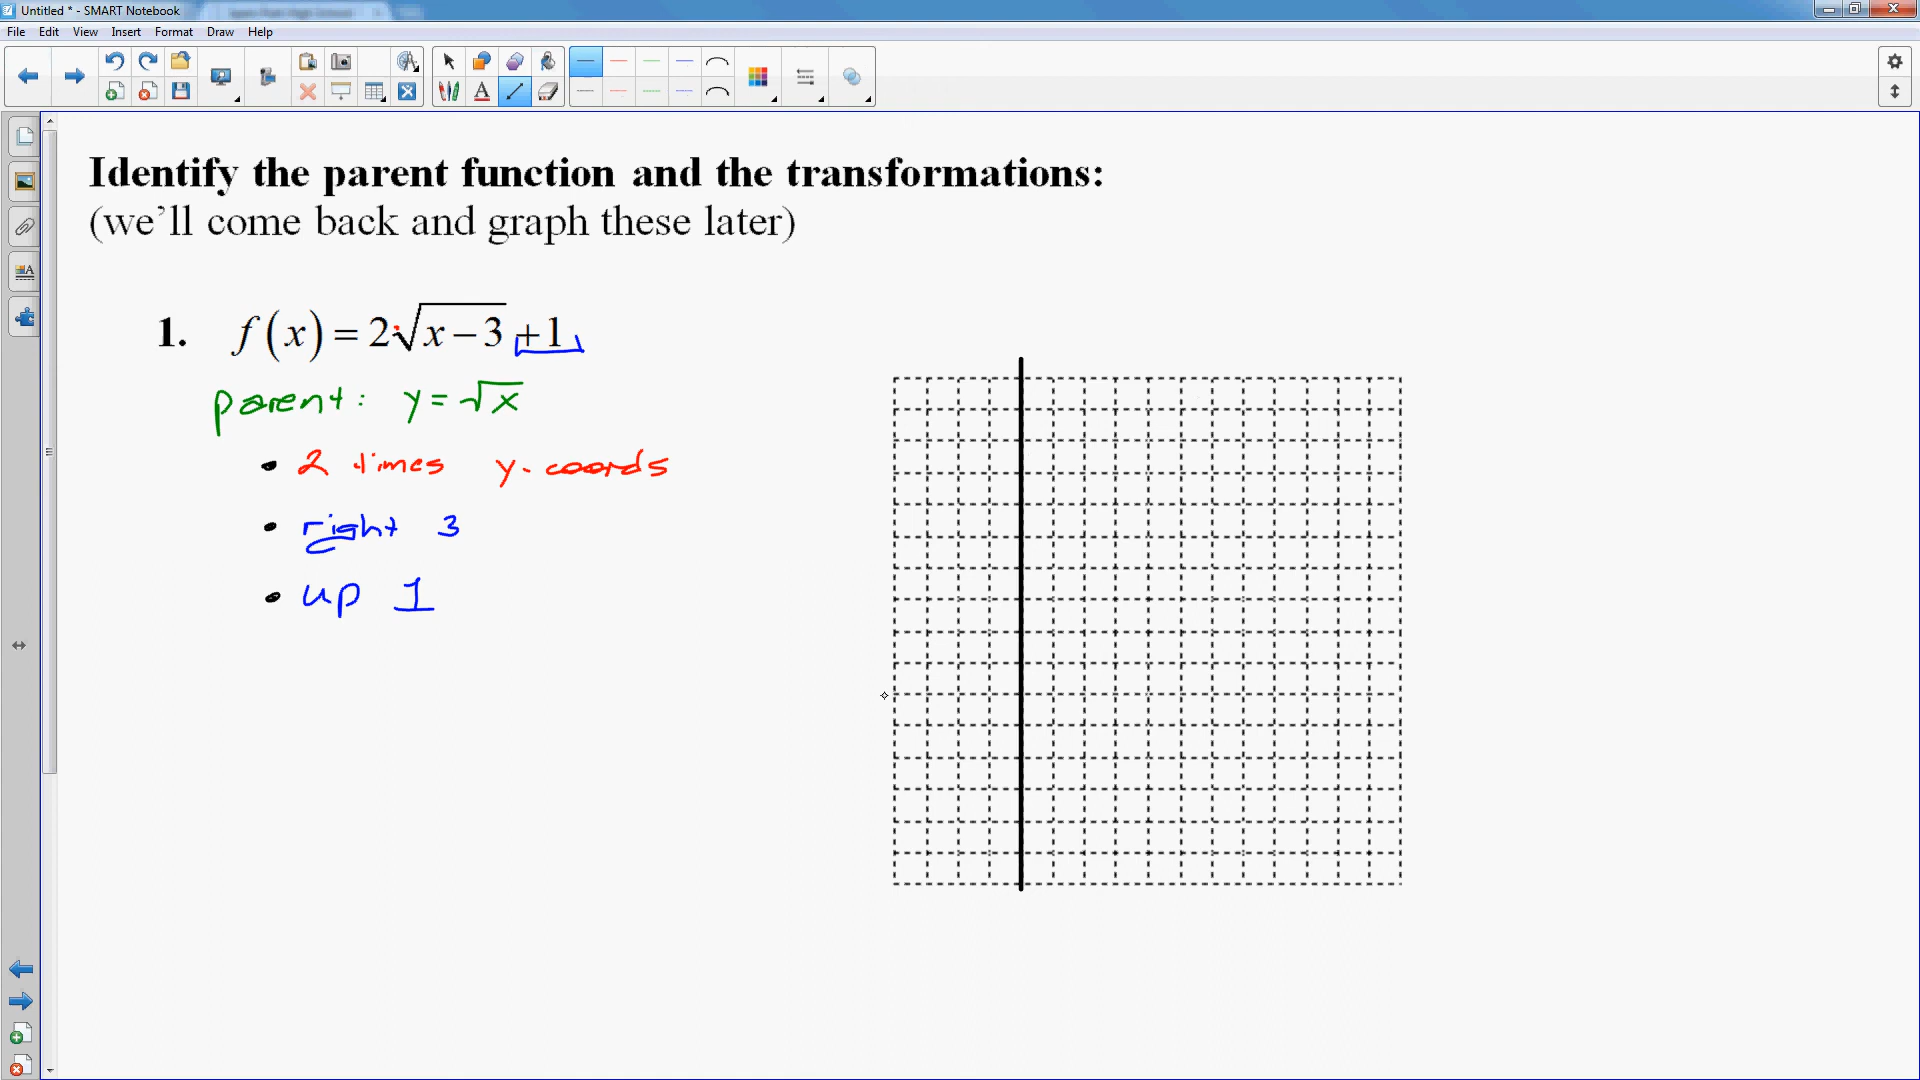 Untitled * - SMART Notebook
File Edit View Insert Format Draw Help
Identify the parent function and the transformations:
(we'll come back and graph these later)
1. f(x) = 2√(x−3) +1
parent: y = √x
• 2 times y-coords
• right 3
• up 1